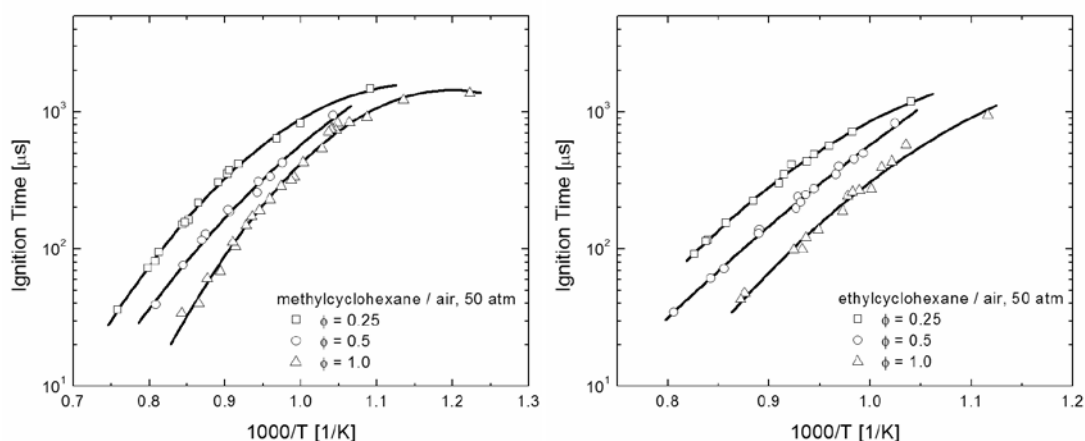 Ignition Time [µs]
10³
10²
10¹
0.7 0.8 0.9 1.0 1.1 1.2 1.3
1000/T [1/K]
methylcyclohexane / air, 50 atm
ϕ = 0.25
ϕ = 0.5
ϕ = 1.0
Ignition Time [µs]
10³
10²
10¹
0.8 0.9 1.0 1.1 1.2
1000/T [1/K]
ethylcyclohexane / air, 50 atm
ϕ = 0.25
ϕ = 0.5
ϕ = 1.0